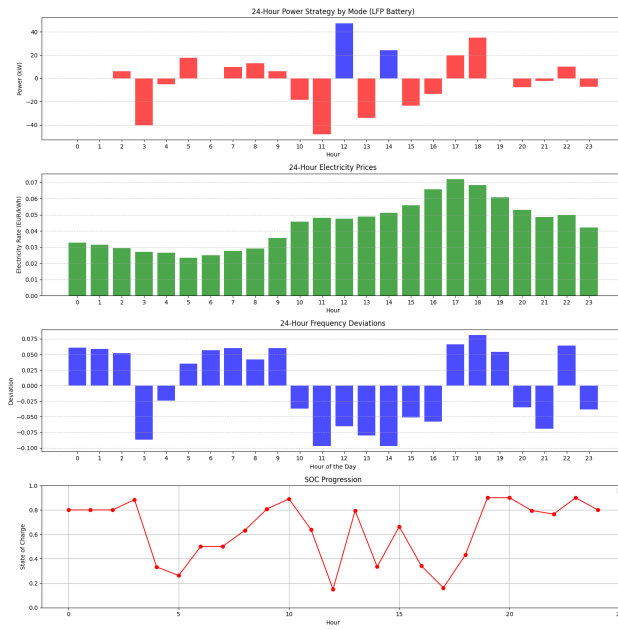 24-Hour Power Strategy by Mode (LFP Battery)
Power (kW)
40
20
0
−20
−40
0 1 2 3 4 5 6 7 8 9 10 11 12 13 14 15 16 17 18 19 20 21 22 23
Hour
24-Hour Electricity Prices
Electricity Rate (EUR/kWh)
0.07
0.06
0.05
0.04
0.03
0.02
0.01
0.00
0 1 2 3 4 5 6 7 8 9 10 11 12 13 14 15 16 17 18 19 20 21 22 23
Hour
24-Hour Frequency Deviations
Deviation
0.075
0.050
0.025
0.000
−0.025
−0.050
−0.075
−0.100
0 1 2 3 4 5 6 7 8 9 10 11 12 13 14 15 16 17 18 19 20 21 22 23
Hour of the Day
SOC Progression
State of Charge
1.0
0.8
0.6
0.4
0.2
0.0
0 5 10 15 20
Hour